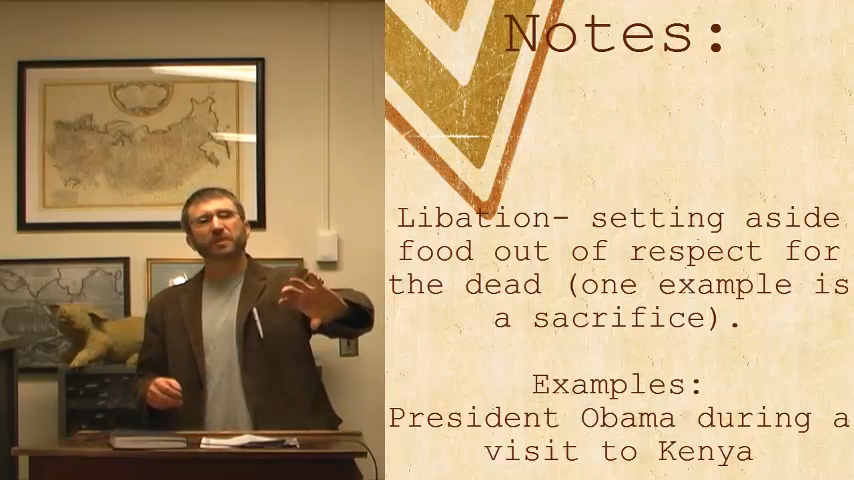 Notes:
Libation- setting aside
food out of respect for
the dead (one example is
a sacrifice).
Examples:
President Obama during a
visit to Kenya